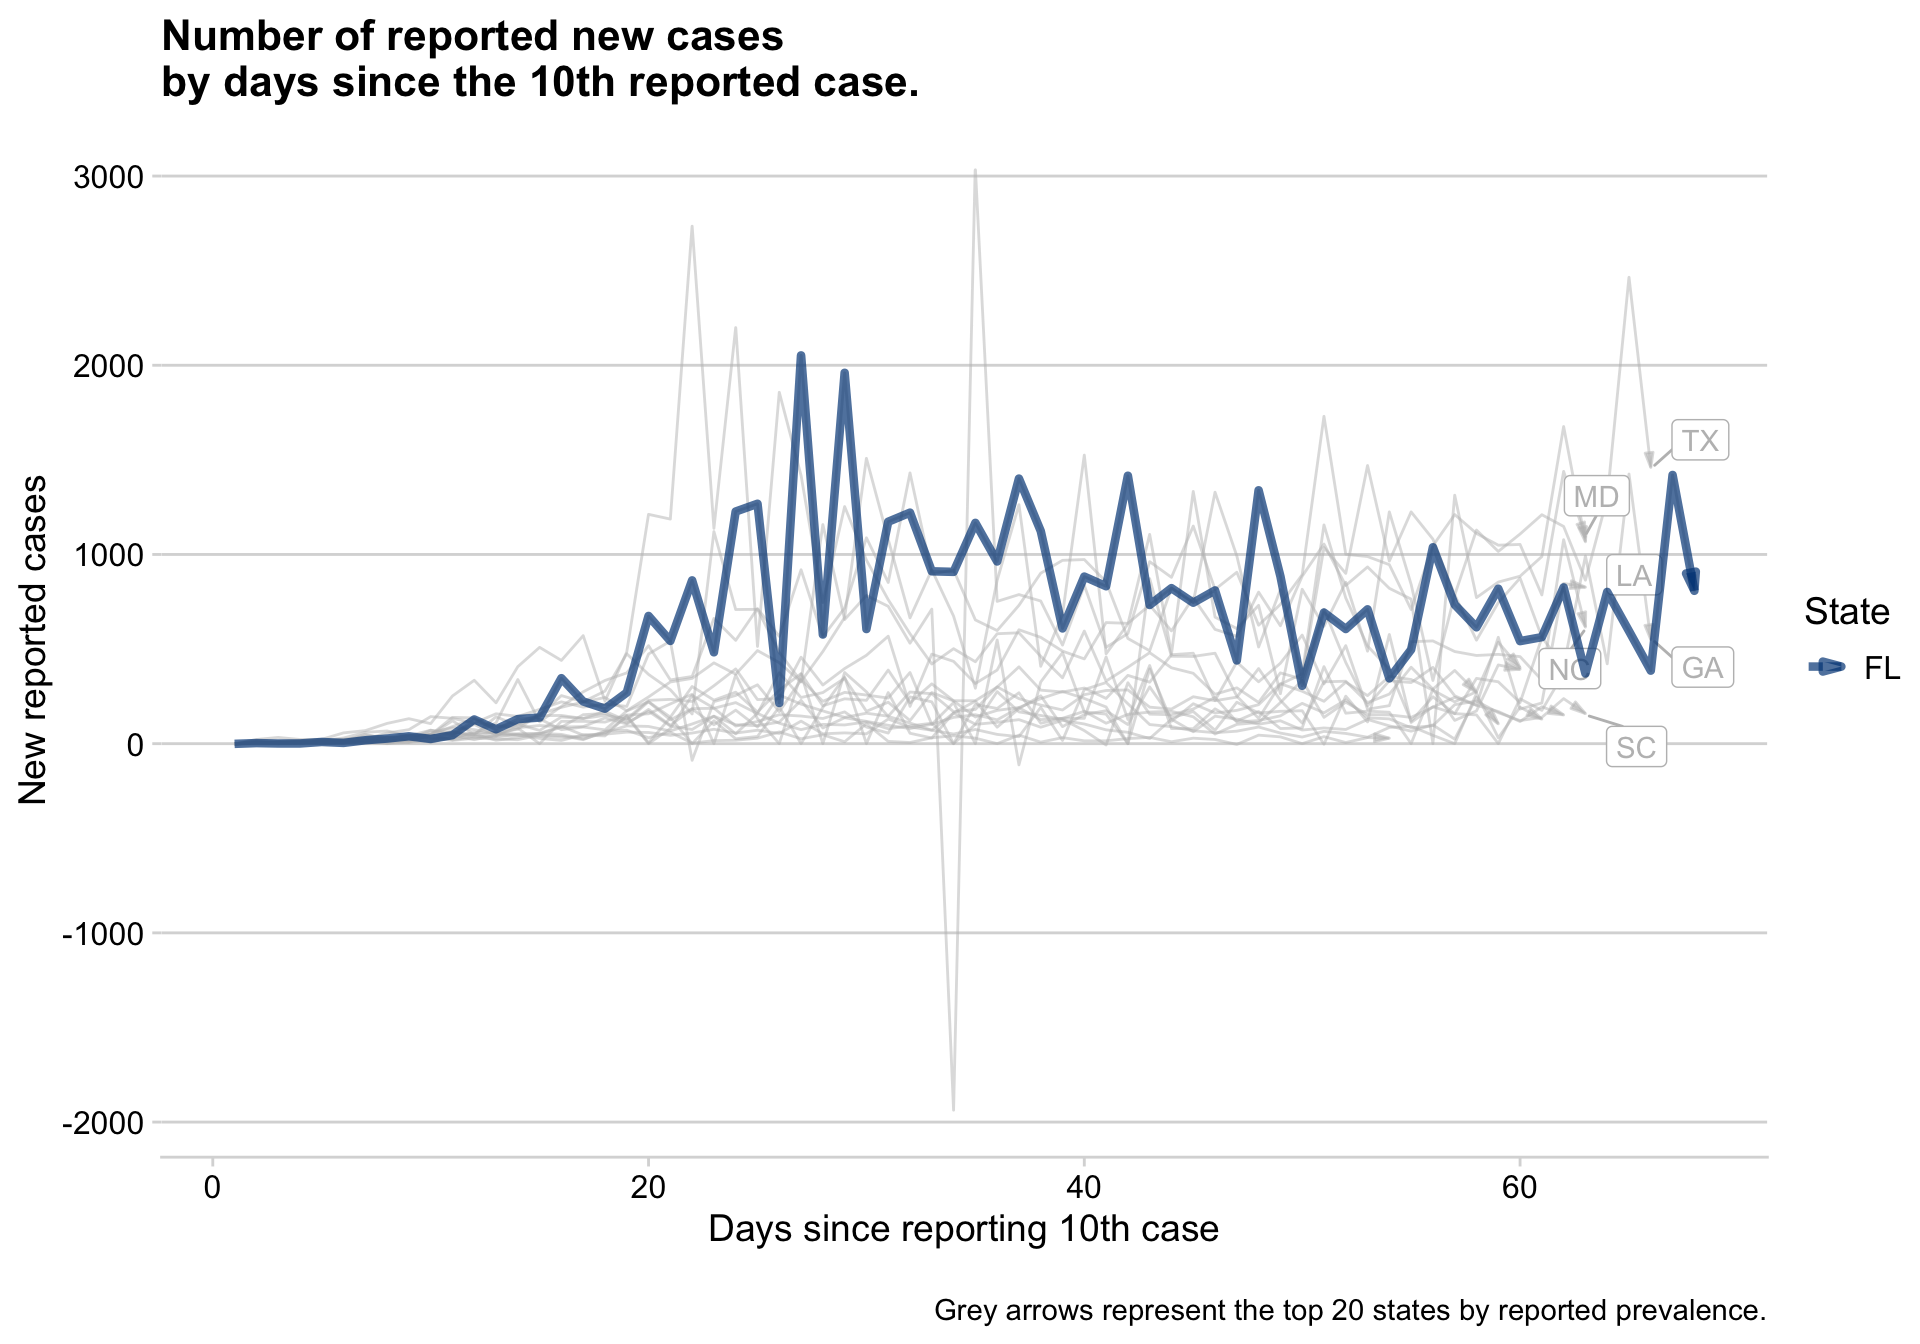 Number of reported new cases
by days since the 10th reported case.
3000
2000
1000
0
-1000
-2000
New reported cases
TX
MD
LA
NC
GA
SC
State
FL
0 20 40 60
Days since reporting 10th case
Grey arrows represent the top 20 states by reported prevalence.